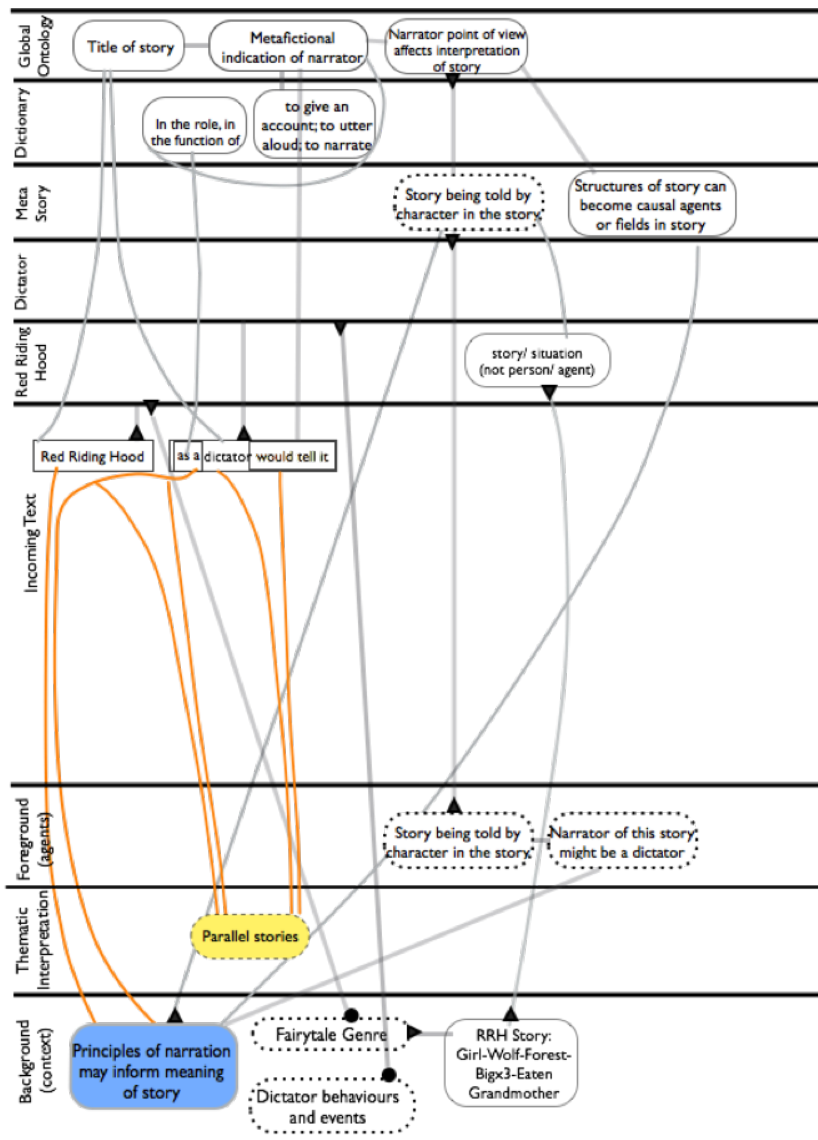 Global
Ontology
Title of story
Metafictional
indication of narrator
Narrator point of view
affects interpretation
of story
Dictionary
In the role, in
the function of
to give an
account; to utter
aloud; to narrate
Meta
Story
Story being told by
character in the story
Structures of story can
become causal agents
or fields in story
Dictator
Red Riding
Hood
story/ situation
(not person/ agent)
Incoming Text
Red Riding Hood
as a dictator would tell it
Foreground
(agents)
Story being told by
character in the story
Narrator of this story
might be a dictator
Thematic
Interpretation
Parallel stories
Background
(context)
Principles of narration
may inform meaning
of story
Fairytale Genre
Dictator behaviours
and events
RRH Story:
Girl-Wolf-Forest-
Bigx3-Eaten
Grandmother